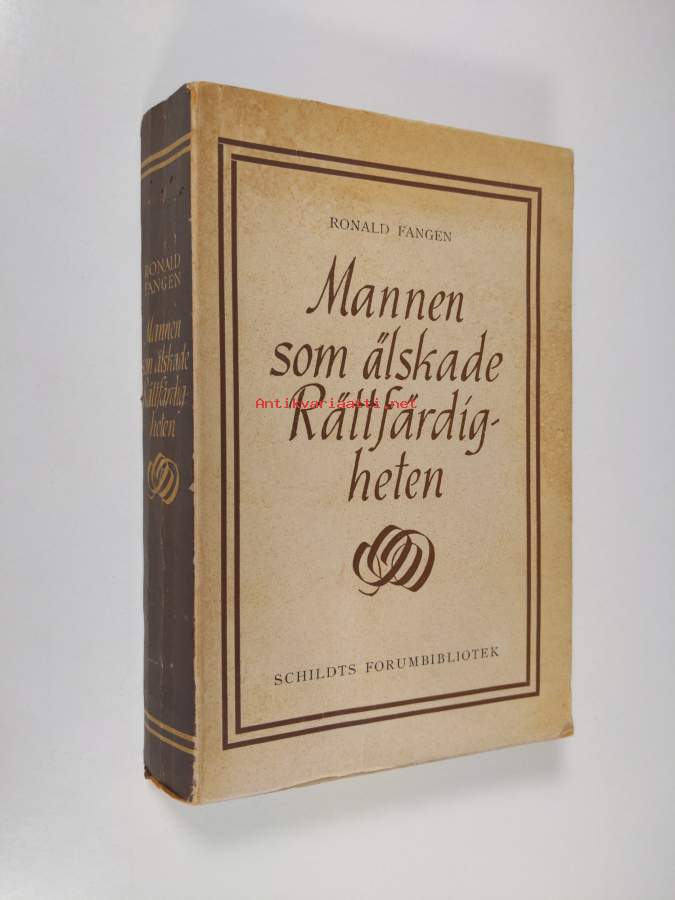 RONALD FANGEN
Mannen
som älskade
Rättfärdig-
heten
SCHILDTS FORUMBIBLIOTEK
RONALD
FANGEN
Mannen
som älskade
Rättfärdig-
heten
Antikvariaatti.net